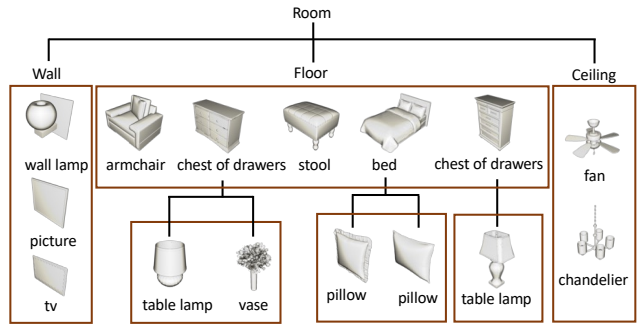 Room
Wall Floor Ceiling
wall lamp armchair chest of drawers stool bed chest of drawers
fan
picture
tv table lamp vase pillow pillow table lamp chandelier